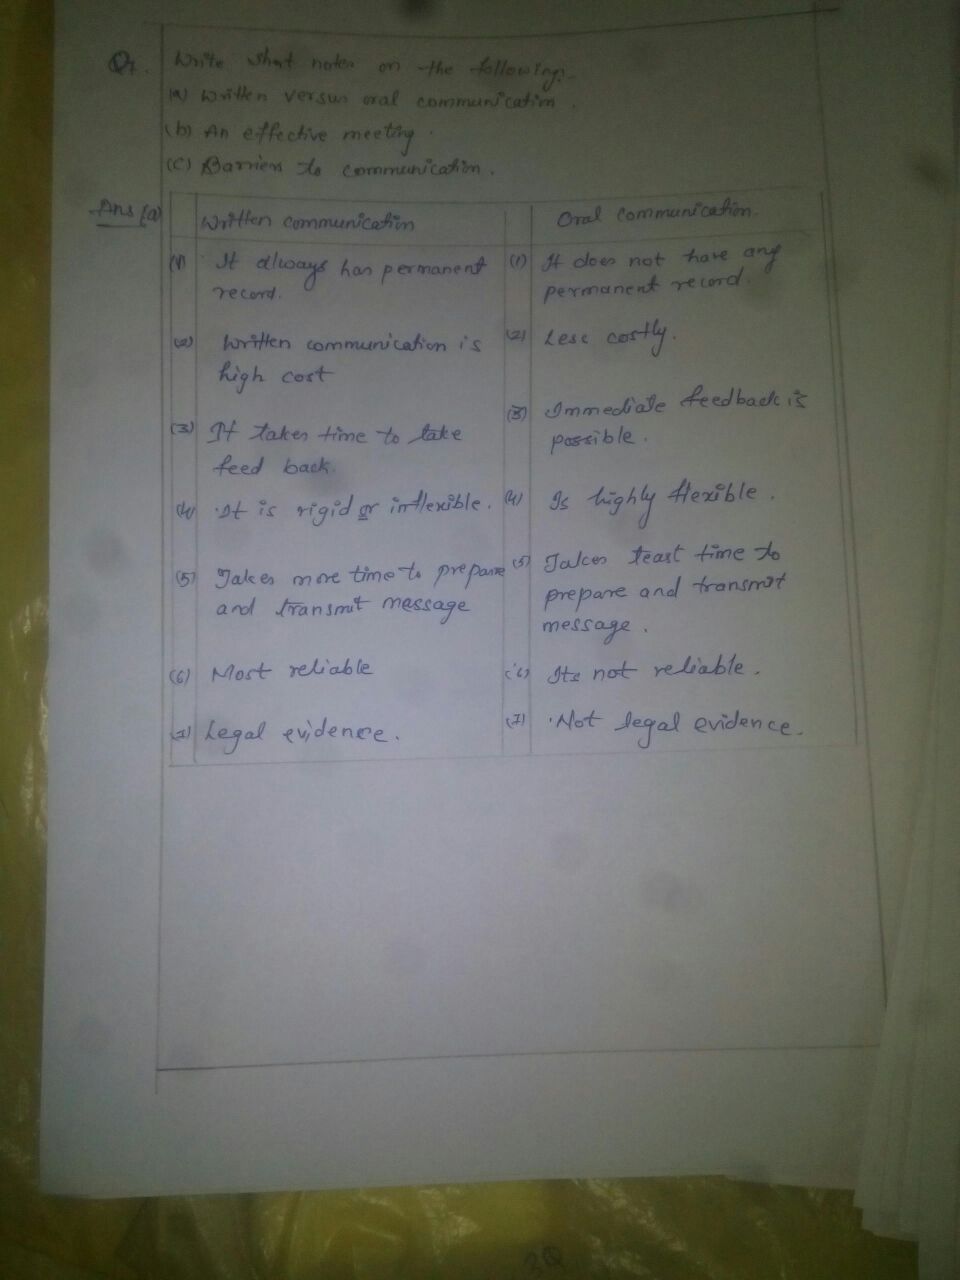 Q7. Write short notes on the following:
(a) Written versus oral communication.
(b) An effective meeting.
(c) Barriers to communication.
Ans (a)
Written communication
Oral communication.
(1) It always has permanent
record.
(1) It does not have any
permanent record.
(2) Written communication is
high cost
(2) Less costly.
(3) It takes time to take
feed back.
(3) Immediate feedback is
possible.
(4) It is rigid or inflexible.
(4) Is highly flexible.
(5) Takes more time to prepare
and transmit message
(5) Takes least time to
prepare and transmit
message.
(6) Most reliable
(6) Its not reliable.
(7) Legal evidence.
(7) Not legal evidence.